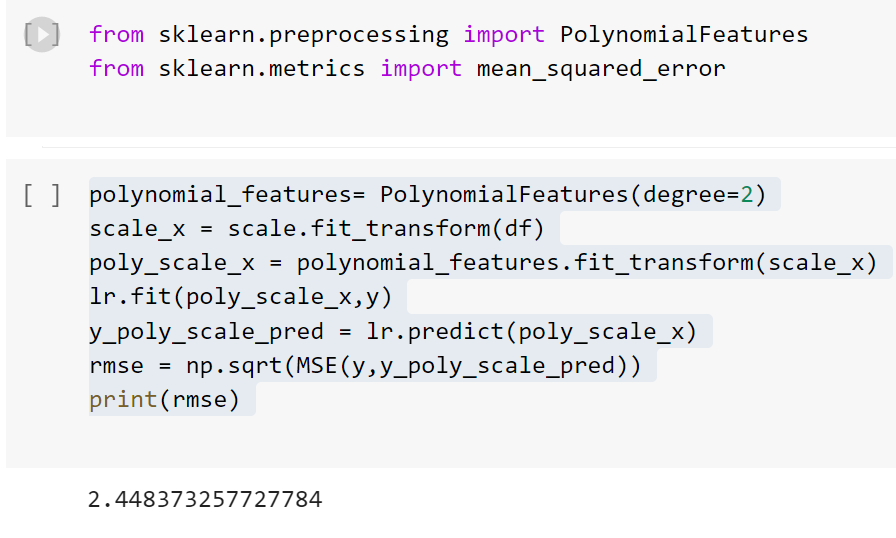 from sklearn.preprocessing import PolynomialFeatures
from sklearn.metrics import mean_squared_error
[ ] polynomial_features= PolynomialFeatures(degree=2)
scale_x = scale.fit_transform(df)
poly_scale_x = polynomial_features.fit_transform(scale_x)
lr.fit(poly_scale_x,y)
y_poly_scale_pred = lr.predict(poly_scale_x)
rmse = np.sqrt(MSE(y,y_poly_scale_pred))
print(rmse)
2.448373257727784